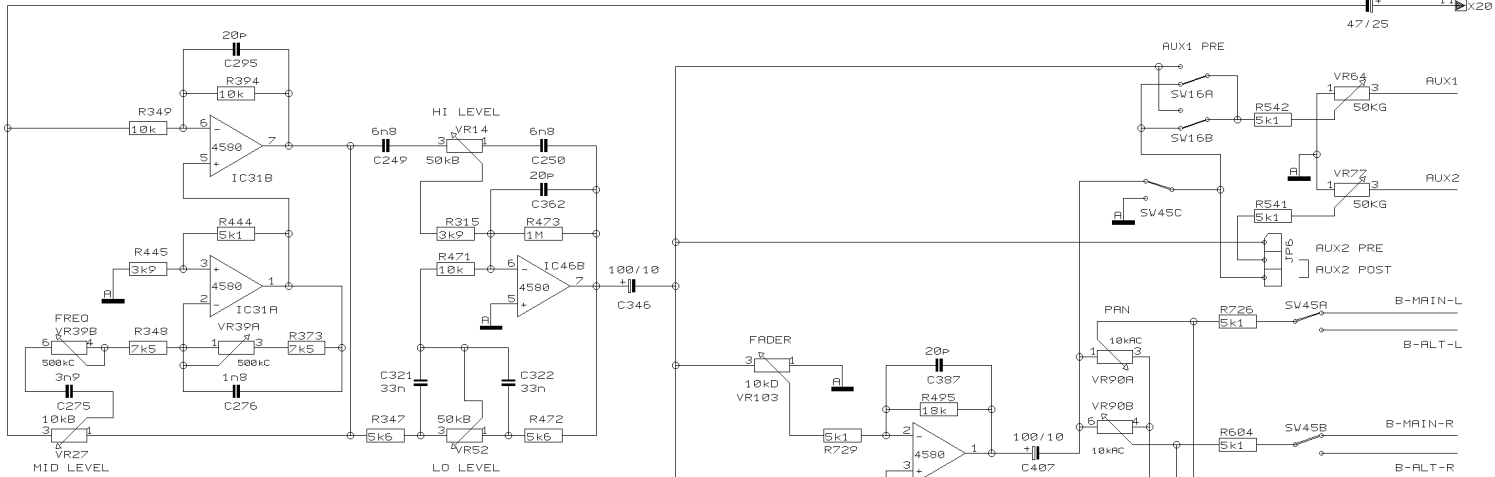 X20
47/25
20p
C295
R394
10k
R349
10k
6
−
5
+
4580
7
IC31B
R444
5k1
R445
3k9
A
3
+
2
−
4580
1
IC31A
FREQ
VR39B
6
4
500kC
R348
7k5
VR39A
1
3
500kC
R373
7k5
3n9
C275
1n8
C276
10kB
3
1
VR27
MID LEVEL
6n8
C249
HI LEVEL
VR14
3
1
50kB
6n8
C250
20p
C362
R315
3k9
R473
1M
R471
10k
6
−
5
+
4580
7
IC46B
A
100/10
+
C346
C321
33n
C322
33n
R347
5k6
50kB
3
1
VR52
LO LEVEL
R472
5k6
FADER
3
1
10kD
VR103
A
R729
5k1
20p
C387
R495
18k
2
−
3
+
4580
1
100/10
+
C407
AUX1 PRE
SW16A
SW16B
R542
5k1
VR64
1
3
50KG
AUX1
A
VR77
1
3
50KG
AUX2
R541
5k1
SW45C
A
JP6
AUX2 PRE
AUX2 POST
PAN
10kAC
1
3
VR90A
VR90B
6
4
10kAC
R726
5k1
SW45A
B-MAIN-L
B-ALT-L
R604
5k1
SW45B
B-MAIN-R
B-ALT-R